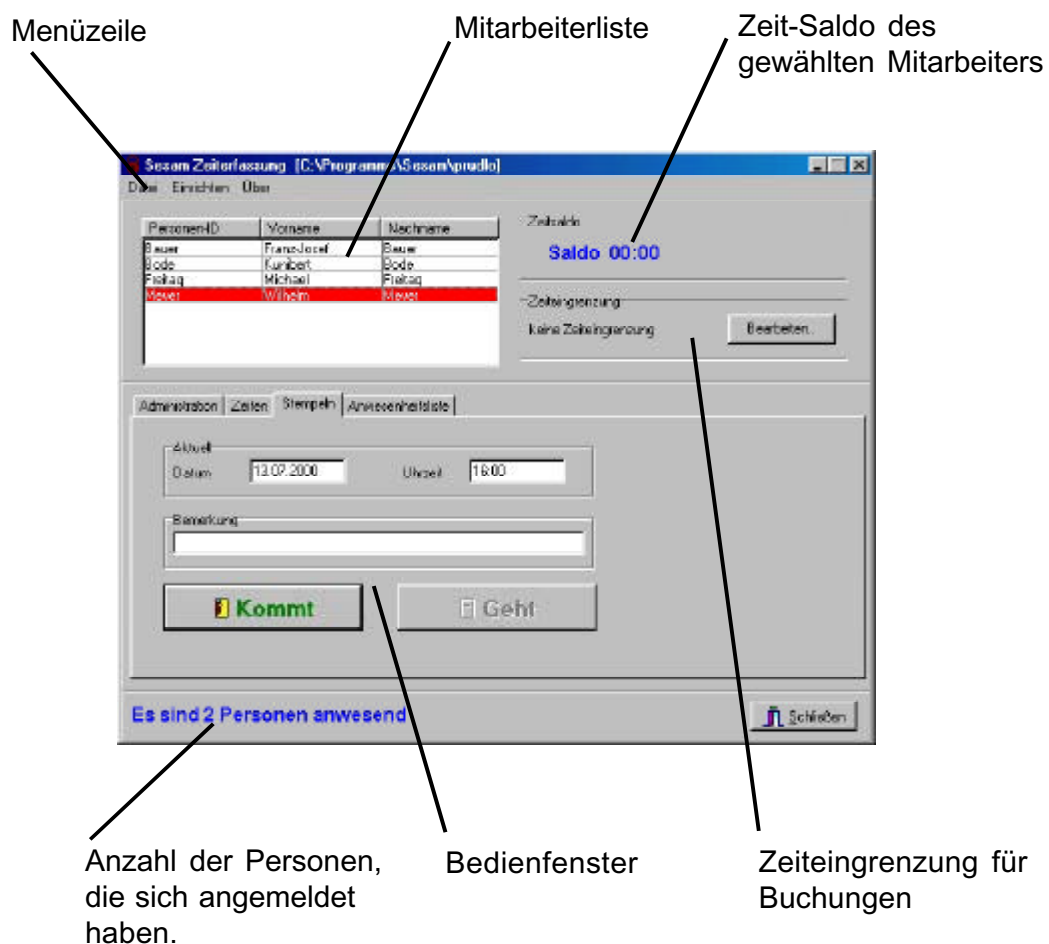 Menüzeile
Mitarbeiterliste
Zeit-Saldo des
gewählten Mitarbeiters
Sesam Zeiterfassung [C:\Programme\Sesam\prudlo]
Datei Einrichten Über
Personen-ID Vorname Nachname
Bauer Franz-Josef Bauer
Bode Kunibert Bode
Freitag Michael Freitag
Meyer Wilhelm Meyer
Zeitsaldo
Saldo 00:00
Zeiteingrenzung
keine Zeiteingrenzung
Bearbeiten..
Administration Zeiten Stempeln Anwesenheitsliste
Aktuell
Datum 13.07.2000 Uhrzeit 16:00
Bemerkung
Kommt Geht
Es sind 2 Personen anwesend
Schließen
Anzahl der Personen,
die sich angemeldet
haben.
Bedienfenster
Zeiteingrenzung für
Buchungen